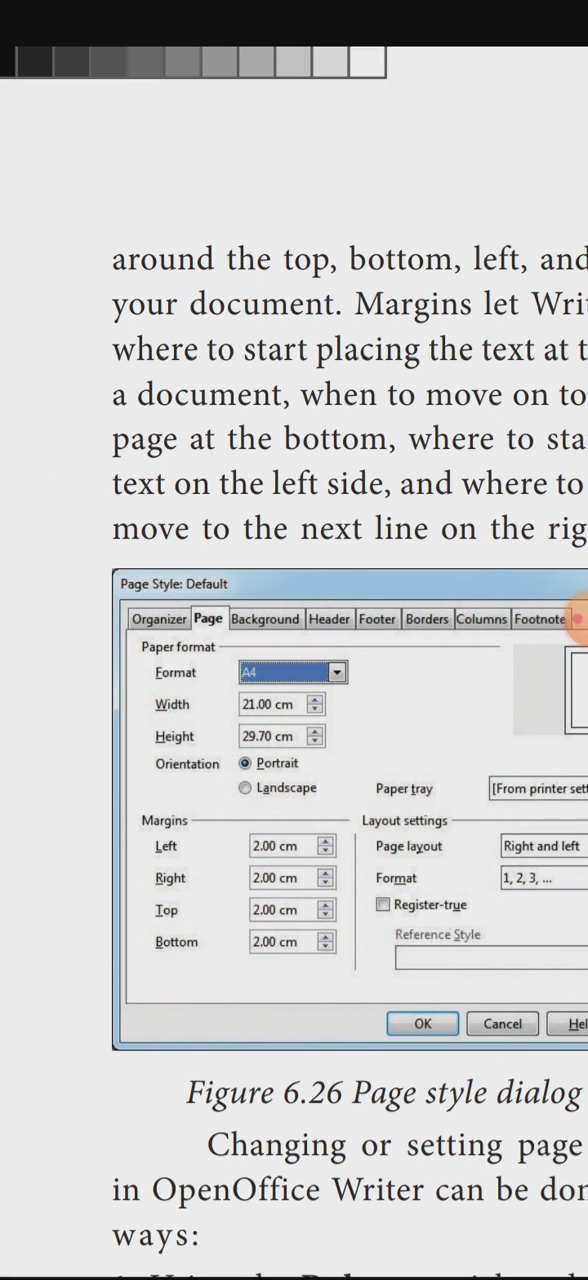 around the top, bottom, left, and
your document. Margins let
where to start placing the text at
a document, when to move on to
page at the bottom, where to
text on the left side, and where to
move to the next line on the
Page Style: Default
Organizer Page Background Header Footer Borders Columns Footnote
Paper format
Format A4
Width 21.00 cm
Height 29.70 cm
Orientation Portrait
Landscape Paper tray [From printer
Margins Layout settings
Left 2.00 cm Page layout Right and left
Right 2.00 cm Format 1, 2, 3, ...
Top 2.00 cm Register-true
Bottom 2.00 cm Reference Style
OK Cancel
Figure 6.26 Page style dialog
Changing or setting page
in OpenOffice Writer can be
ways: